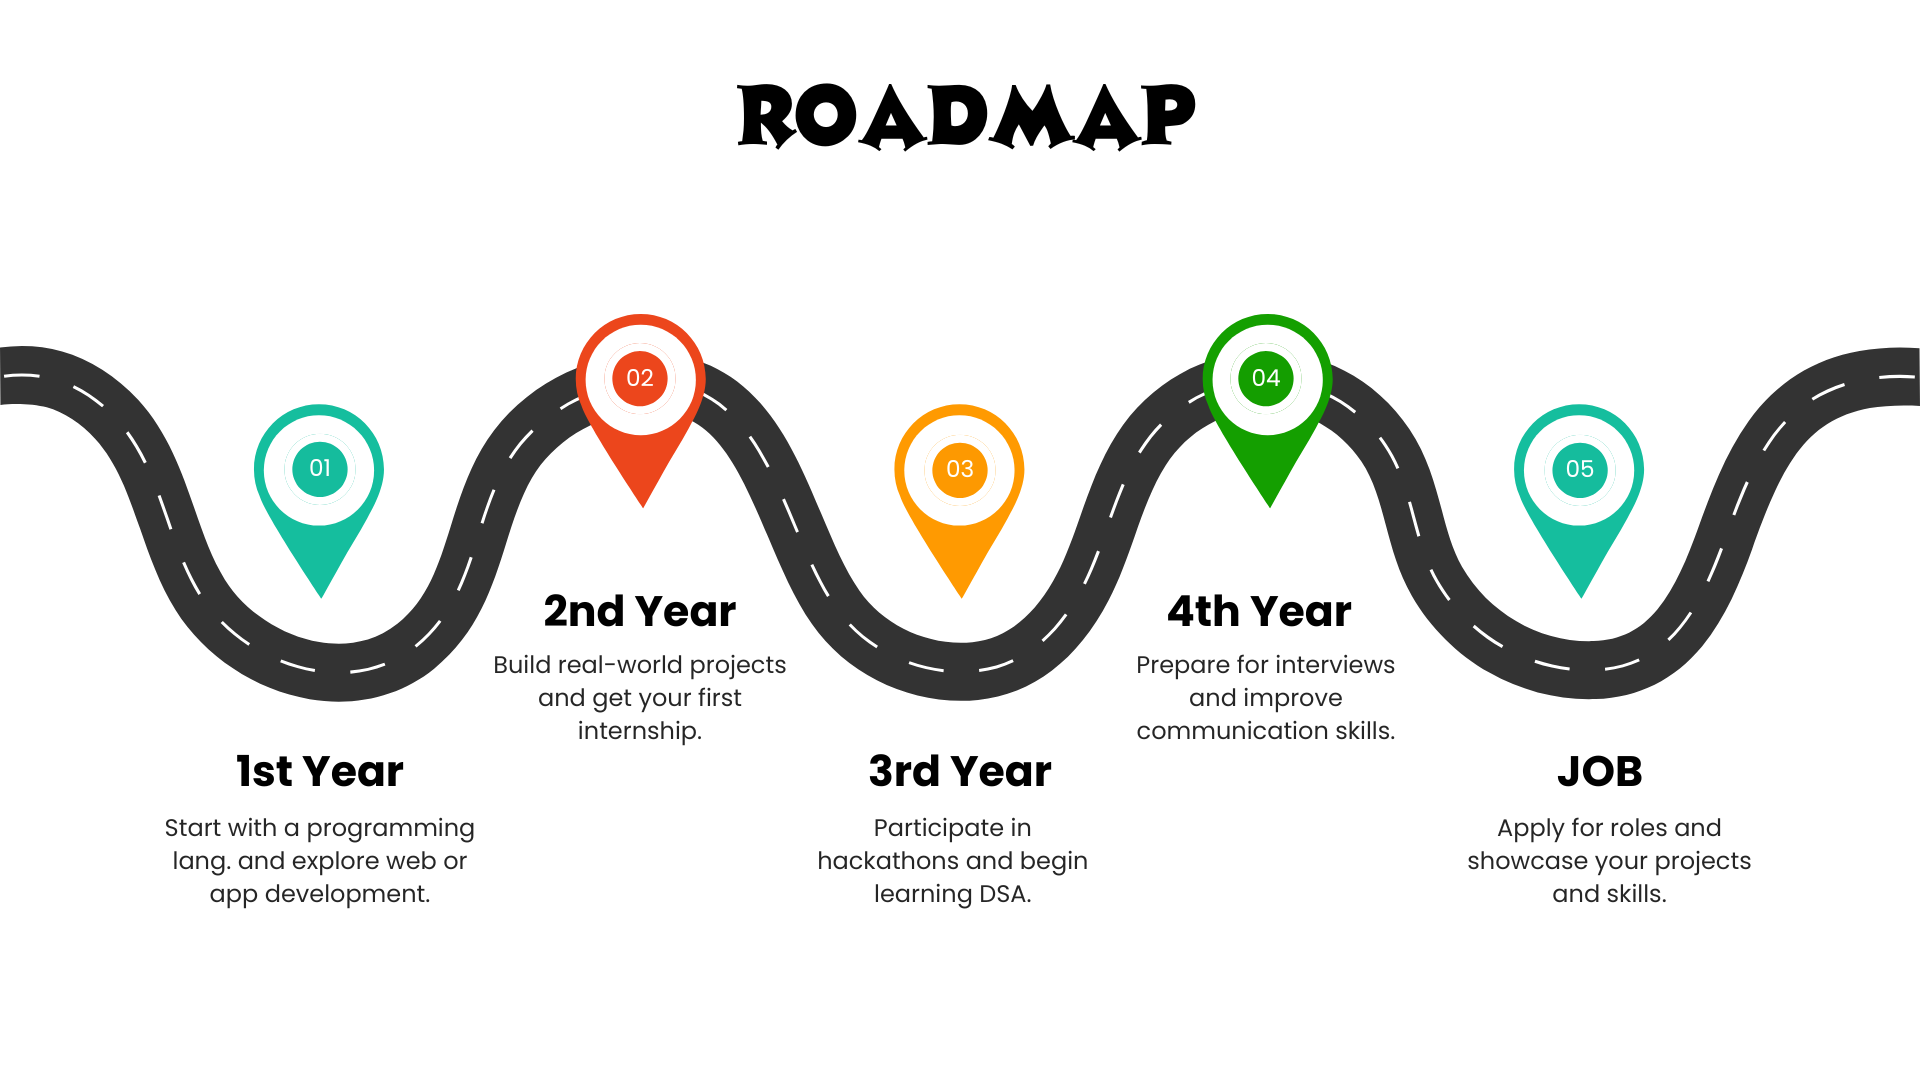 ROADMAP
01
1st Year
Start with a programming
lang. and explore web or
app development.
02
2nd Year
Build real-world projects
and get your first
internship.
03
3rd Year
Participate in
hackathons and begin
learning DSA.
04
4th Year
Prepare for interviews
and improve
communication skills.
05
JOB
Apply for roles and
showcase your projects
and skills.